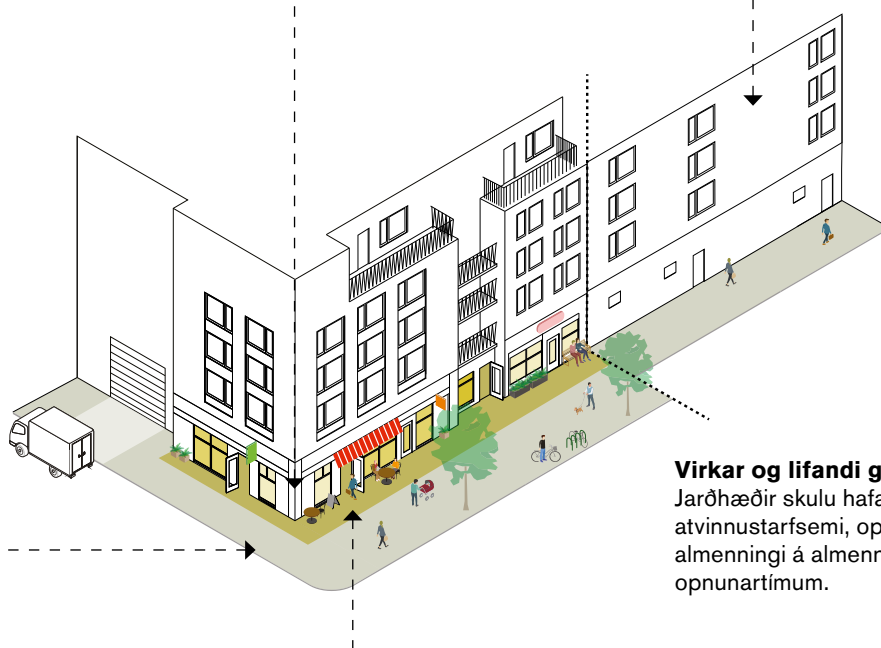 Virkar og lifandi g
Jarðhæðir skulu hafa
atvinnustarfsemi, op
almenningi á almenn
opnunartímum.